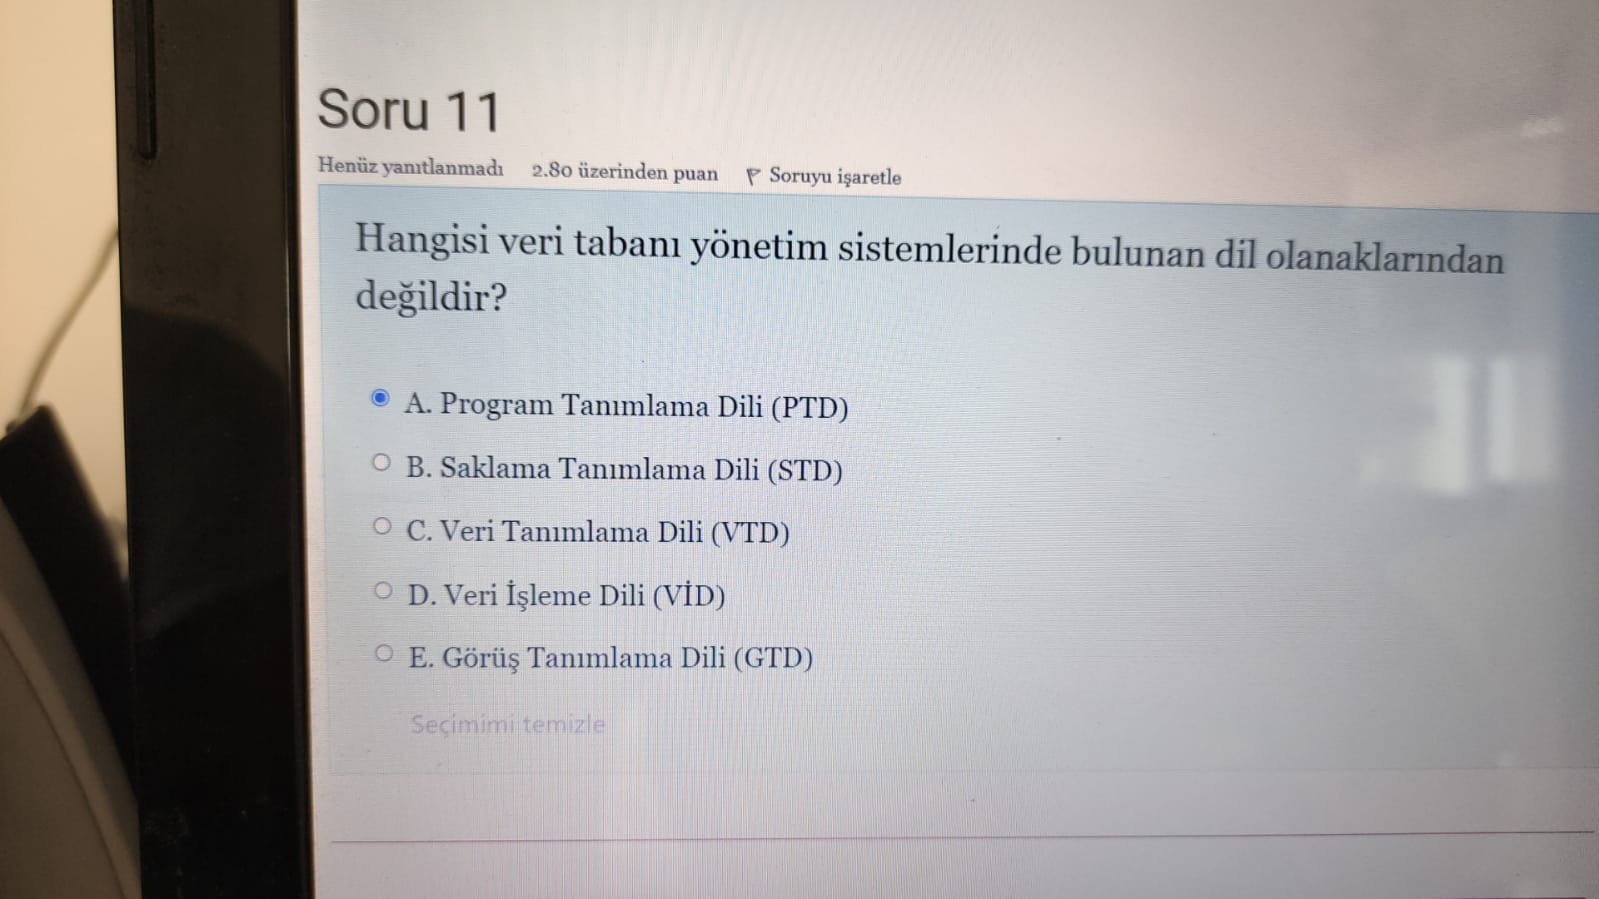 Soru 11
Henüz yanıtlanmadı 2.80 üzerinden puan Soruyu işaretle
Hangisi veri tabanı yönetim sistemlerinde bulunan dil olanaklarından
değildir?
A. Program Tanımlama Dili (PTD)
B. Saklama Tanımlama Dili (STD)
C. Veri Tanımlama Dili (VTD)
D. Veri İşleme Dili (VİD)
E. Görüş Tanımlama Dili (GTD)
Seçimimi temizle